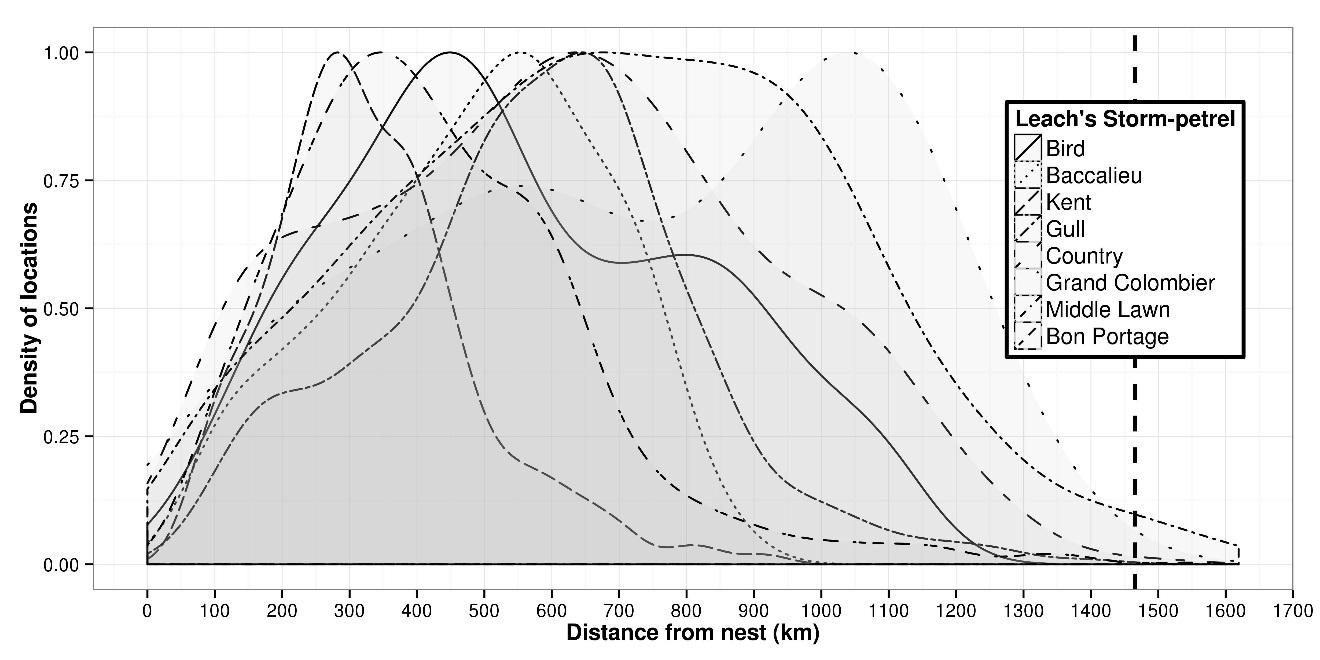 1.00
0.75
0.50
0.25
0.00
Density of locations
Leach's Storm-petrel
Bird
Baccalieu
Kent
Gull
Country
Grand Colombier
Middle Lawn
Bon Portage
0 100 200 300 400 500 600 700 800 900 1000 1100 1200 1300 1400 1500 1600 1700
Distance from nest (km)